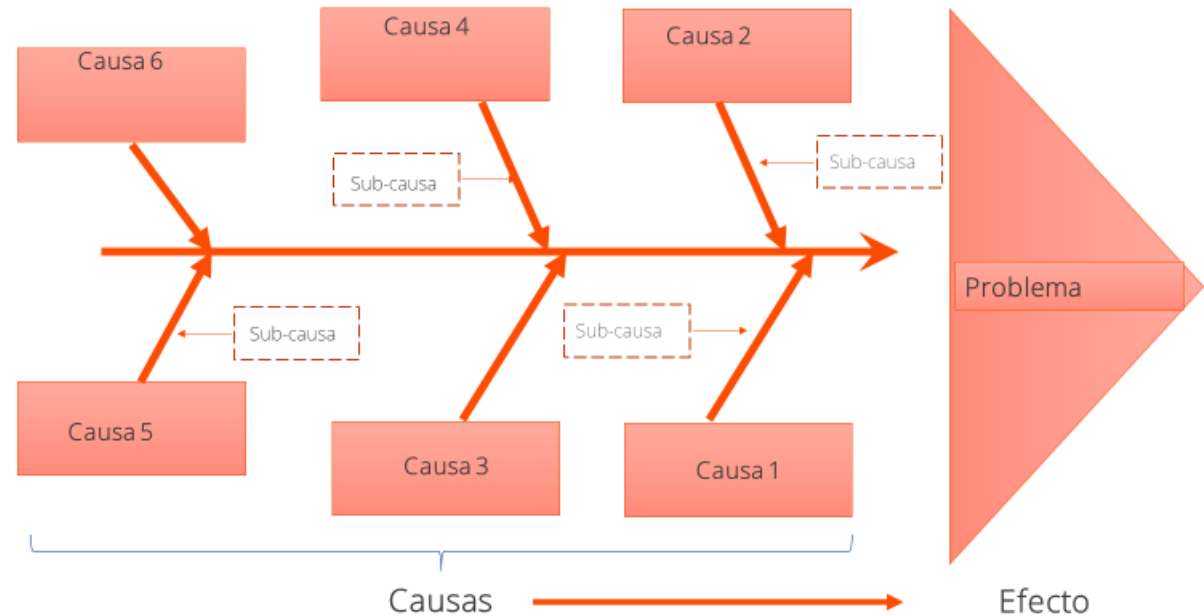 Causa 6
Causa 4
Causa 2
Sub-causa
Sub-causa
Problema
Sub-causa
Sub-causa
Causa 5
Causa 3
Causa 1
Causas
Efecto